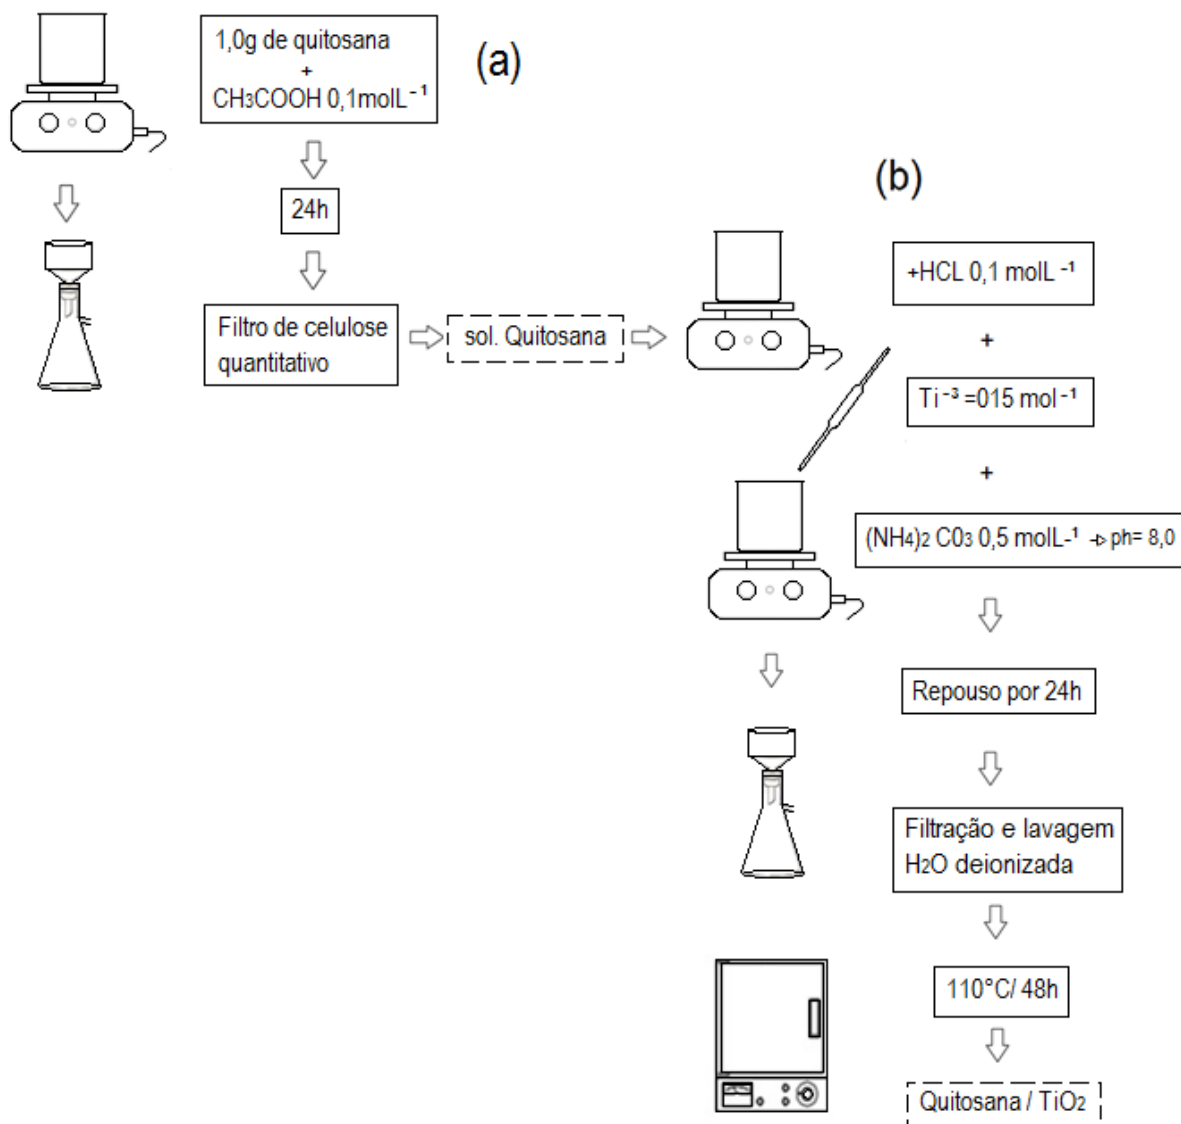 1,0g de quitosana
+
CH₃COOH 0,1molL⁻¹
(a)
24h
Filtro de celulose
quantitativo
sol. Quitosana
(b)
+HCL 0,1 molL⁻¹
+
Ti⁻³ =015 mol⁻¹
+
(NH₄)₂ C0₃ 0,5 molL-¹ -▹ ph= 8,0
Repouso por 24h
Filtração e lavagem
H₂O deionizada
110°C/ 48h
Quitosana / TiO₂